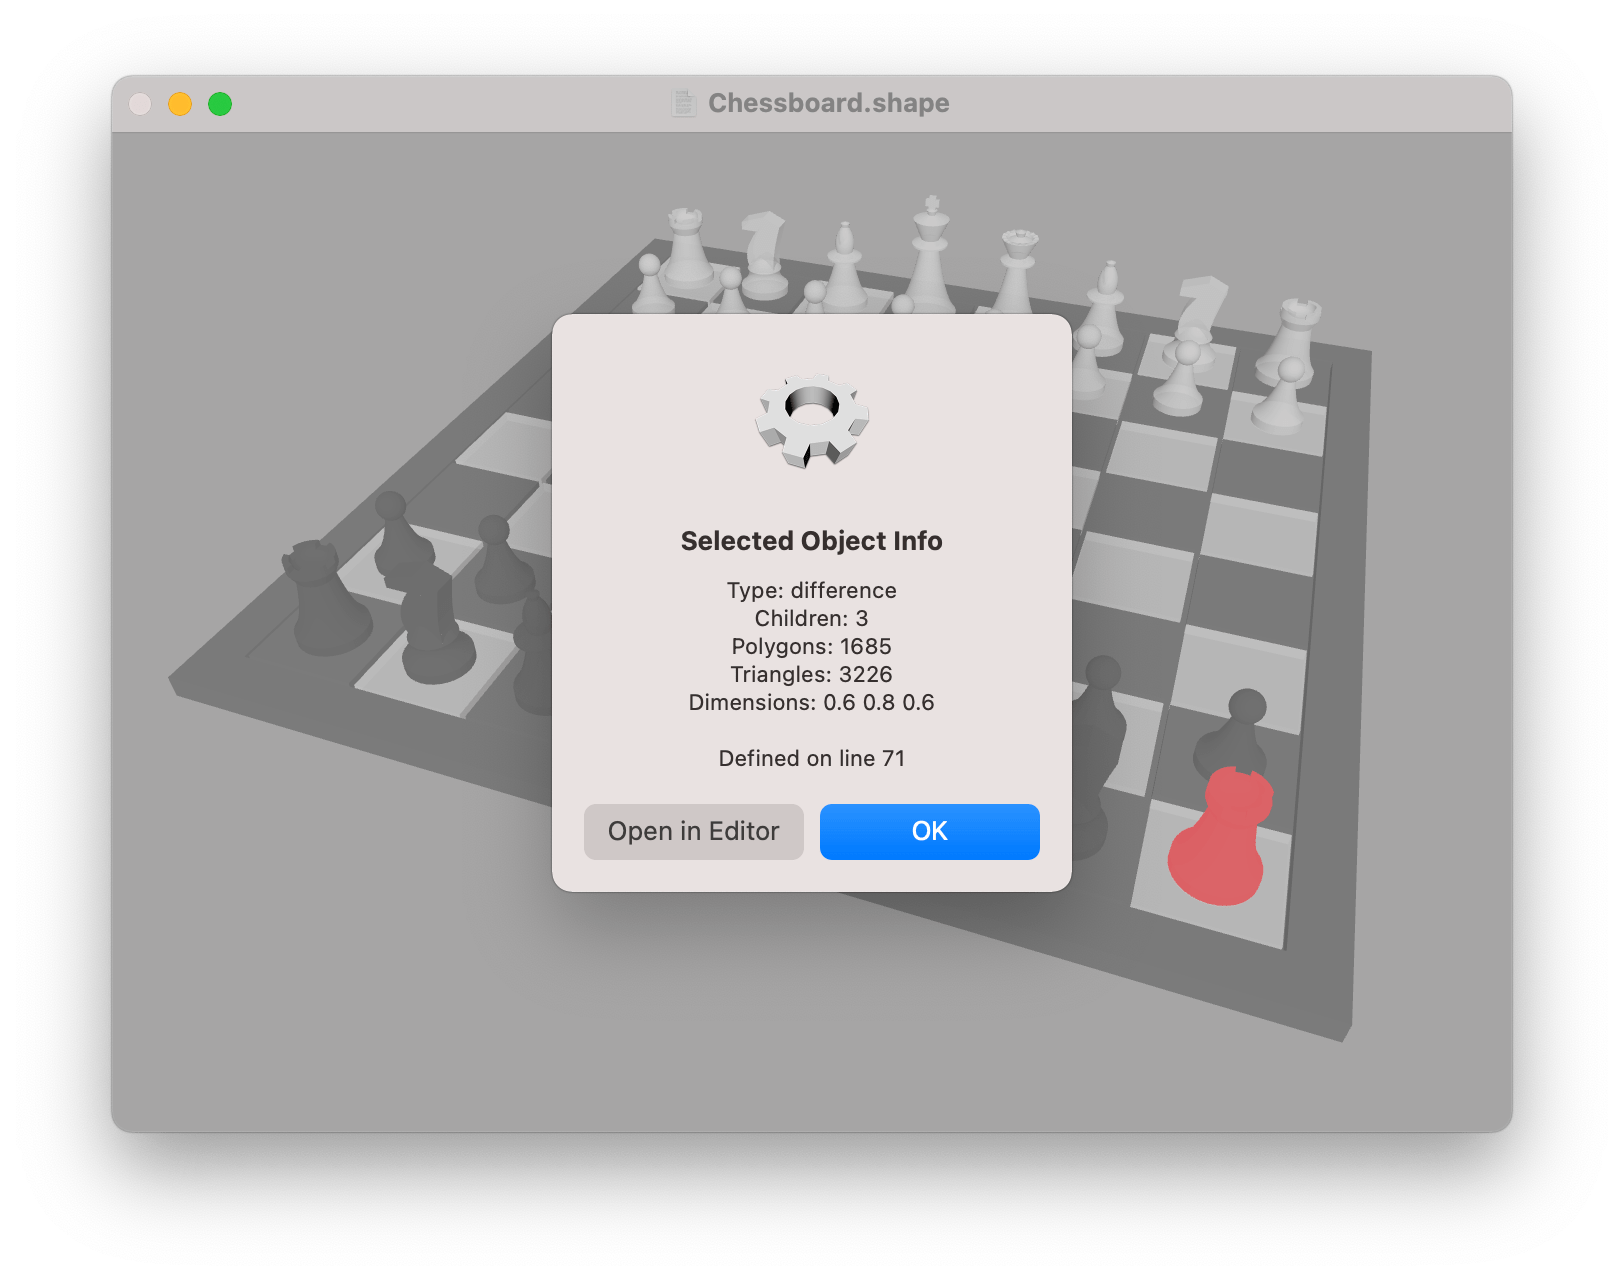 Chessboard.shape
Selected Object Info
Type: difference
Children: 3
Polygons: 1685
Triangles: 3226
Dimensions: 0.6 0.8 0.6
Defined on line 71
Open in Editor
OK